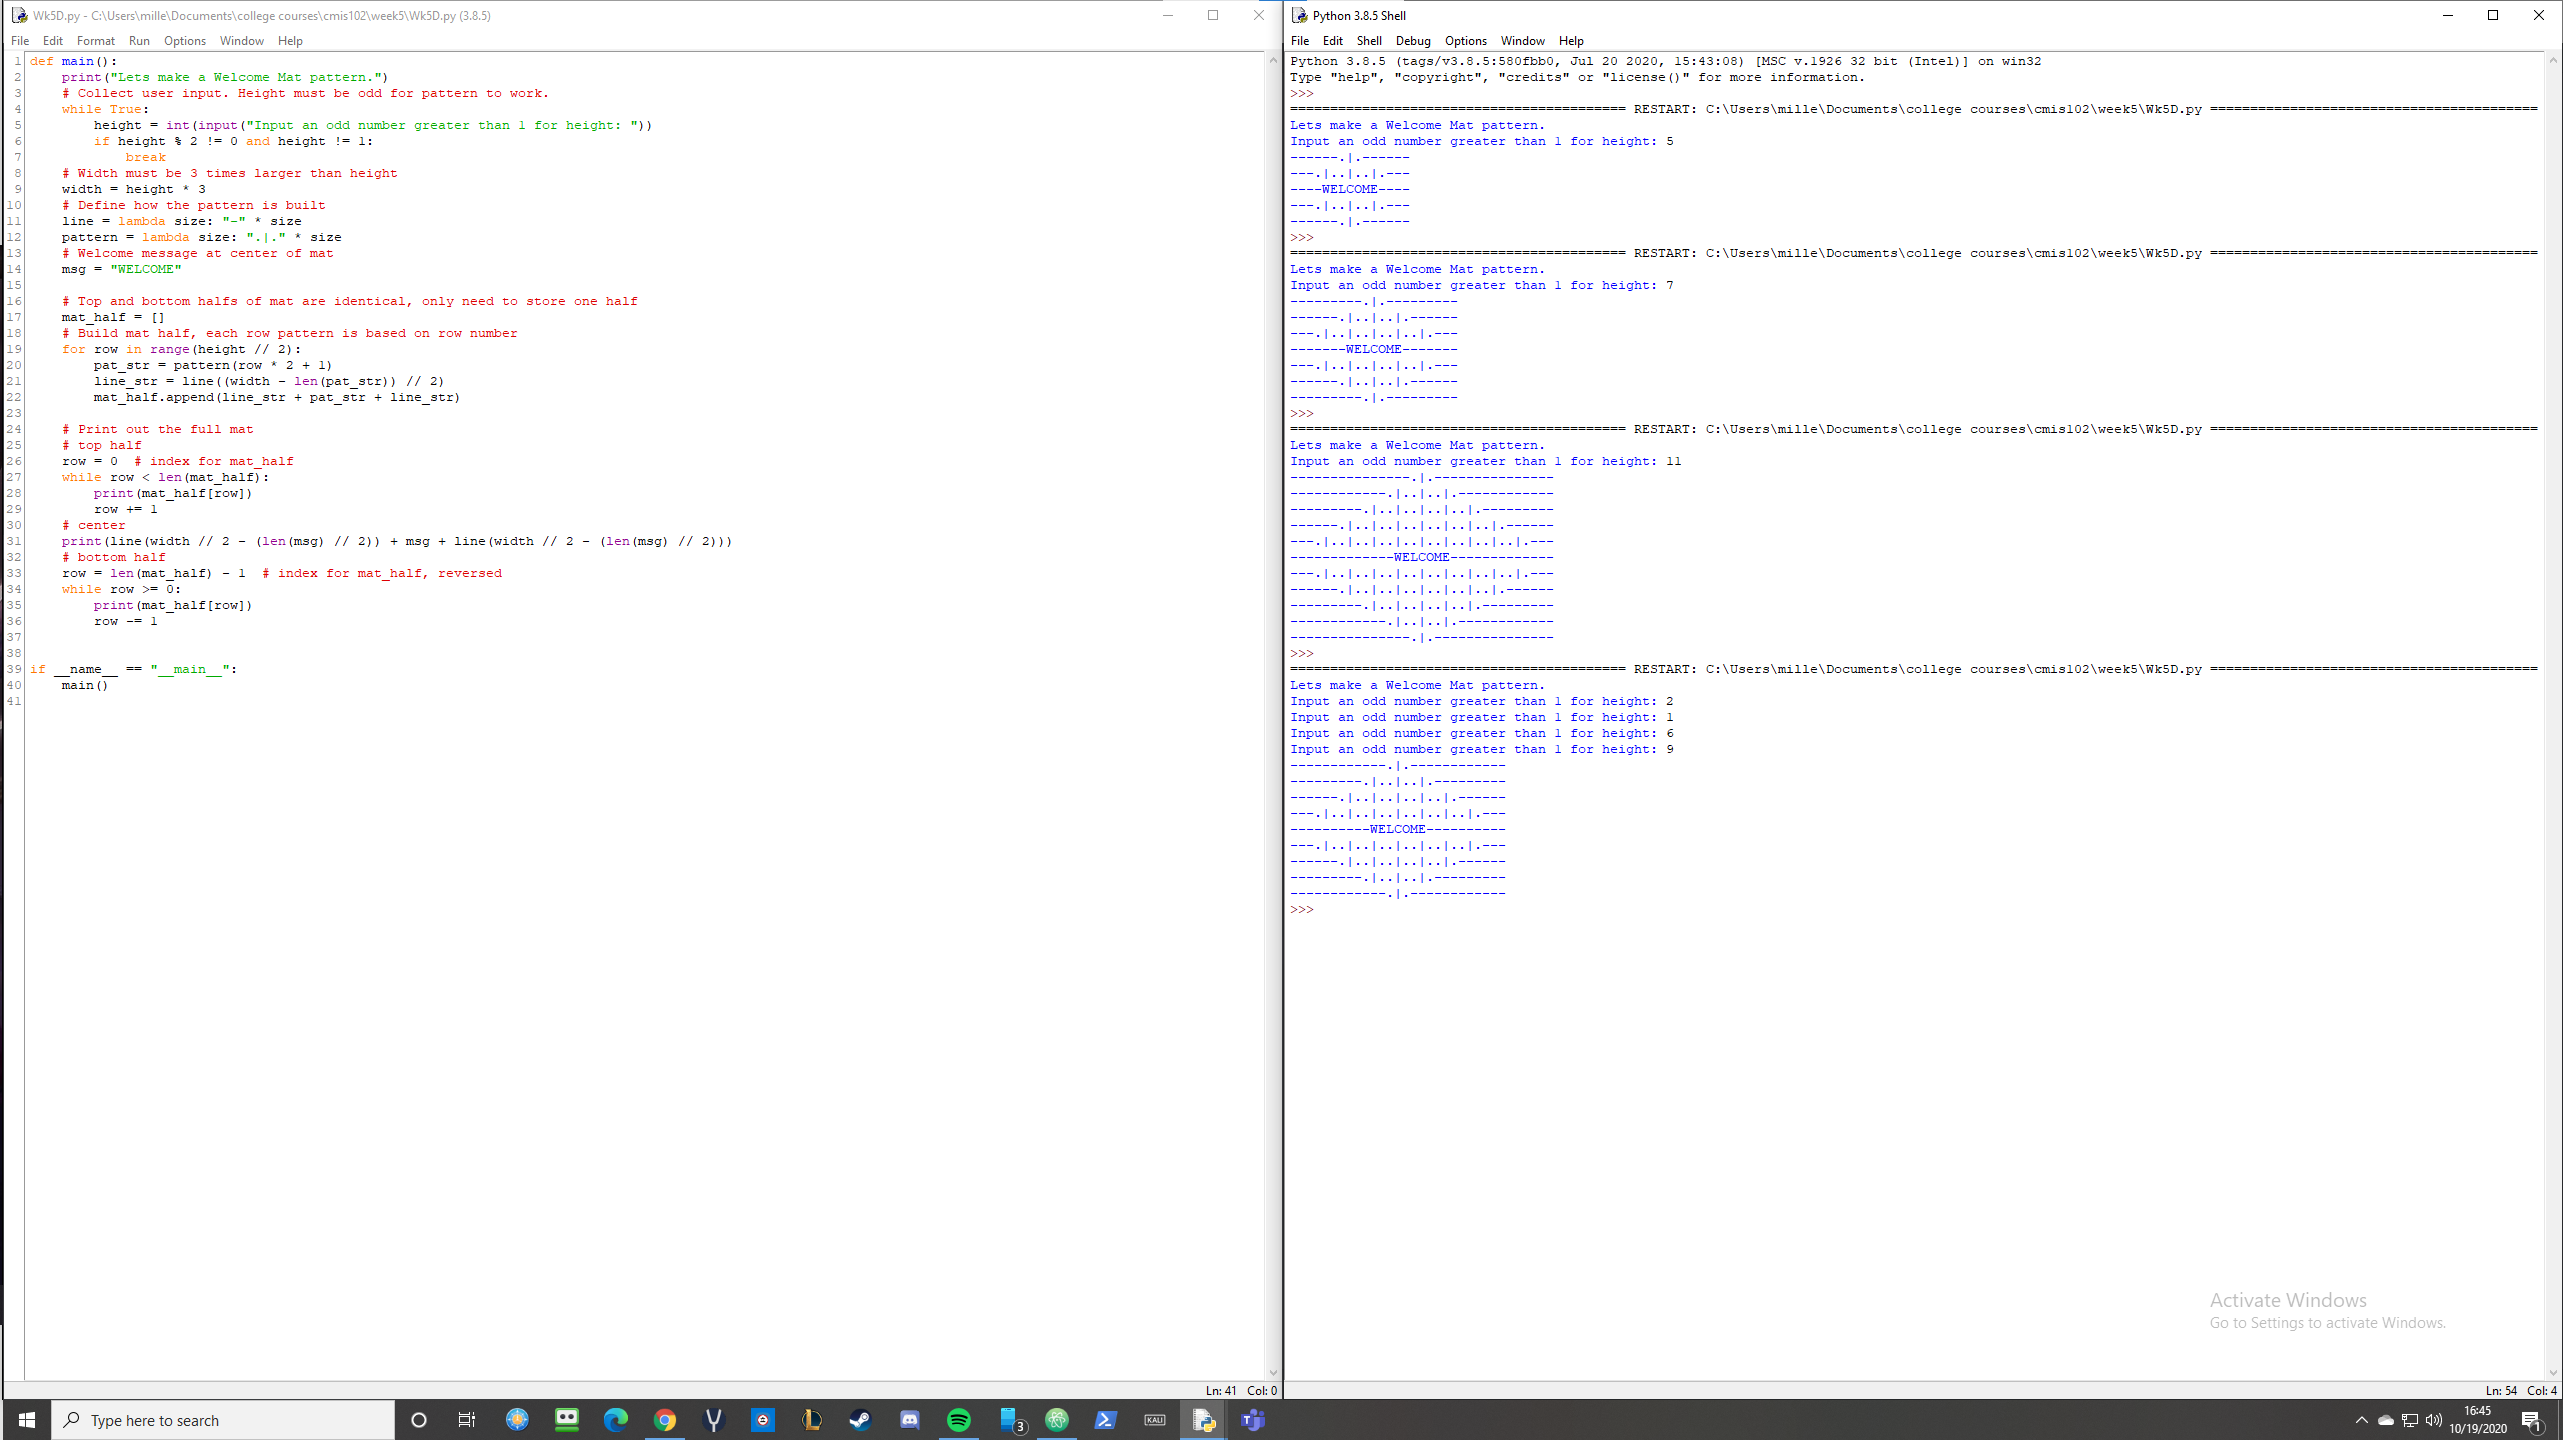 Wk5D.py - C:\Users\mille\Documents\college courses\cmis102\week5\Wk5D.py (3.8.5)
File Edit Format Run Options Window Help
1 def main():
2     print("Lets make a Welcome Mat pattern.")
3     # Collect user input. Height must be odd for pattern to work.
4     while True:
5         height = int(input("Input an odd number greater than 1 for height: "))
6         if height % 2 != 0 and height != 1:
7             break
8     # Width must be 3 times larger than height
9     width = height * 3
10     # Define how the pattern is built
11     line = lambda size: "-" * size
12     pattern = lambda size: ".|." * size
13     # Welcome message at center of mat
14     msg = "WELCOME"
15
16     # Top and bottom halfs of mat are identical, only need to store one half
17     mat_half = []
18     # Build mat half, each row pattern is based on row number
19     for row in range(height // 2):
20         pat_str = pattern(row * 2 + 1)
21         line_str = line((width - len(pat_str)) // 2)
22         mat_half.append(line_str + pat_str + line_str)
23
24     # Print out the full mat
25     # top half
26     row = 0  # index for mat_half
27     while row < len(mat_half):
28         print(mat_half[row])
29         row += 1
30     # center
31     print(line(width // 2 - (len(msg) // 2)) + msg + line(width // 2 - (len(msg) // 2)))
32     # bottom half
33     row = len(mat_half) - 1  # index for mat_half, reversed
34     while row >= 0:
35         print(mat_half[row])
36         row -= 1
37
38
39 if __name__ == "__main__":
40     main()
41
Ln: 41 Col: 0
Python 3.8.5 Shell
File Edit Shell Debug Options Window Help
Python 3.8.5 (tags/v3.8.5:580fbb0, Jul 20 2020, 15:43:08) [MSC v.1926 32 bit (Intel)] on win32
Type "help", "copyright", "credits" or "license()" for more information.
>>>
========================================== RESTART: C:\Users\mille\Documents\college courses\cmis102\week5\Wk5D.py =========================================
Lets make a Welcome Mat pattern.
Input an odd number greater than 1 for height: 5
------.|.------
---.|..|..|.---
----WELCOME----
---.|..|..|.---
------.|.------
>>>
========================================== RESTART: C:\Users\mille\Documents\college courses\cmis102\week5\Wk5D.py =========================================
Lets make a Welcome Mat pattern.
Input an odd number greater than 1 for height: 7
---------.|.---------
------.|..|..|.------
---.|..|..|..|..|.---
-------WELCOME-------
---.|..|..|..|..|.---
------.|..|..|.------
---------.|.---------
>>>
========================================== RESTART: C:\Users\mille\Documents\college courses\cmis102\week5\Wk5D.py =========================================
Lets make a Welcome Mat pattern.
Input an odd number greater than 1 for height: 11
---------------.|.---------------
------------.|..|..|.------------
---------.|..|..|..|..|.---------
------.|..|..|..|..|..|..|.------
---.|..|..|..|..|..|..|..|..|.---
-------------WELCOME-------------
---.|..|..|..|..|..|..|..|..|.---
------.|..|..|..|..|..|..|.------
---------.|..|..|..|..|.---------
------------.|..|..|.------------
---------------.|.---------------
>>>
========================================== RESTART: C:\Users\mille\Documents\college courses\cmis102\week5\Wk5D.py =========================================
Lets make a Welcome Mat pattern.
Input an odd number greater than 1 for height: 2
Input an odd number greater than 1 for height: 1
Input an odd number greater than 1 for height: 6
Input an odd number greater than 1 for height: 9
------------.|.------------
---------.|..|..|.---------
------.|..|..|..|..|.------
---.|..|..|..|..|..|..|.---
----------WELCOME----------
---.|..|..|..|..|..|..|.---
------.|..|..|..|..|.------
---------.|..|..|.---------
------------.|.------------
>>>
Activate Windows
Go to Settings to activate Windows.
Ln: 54 Col: 4
Type here to search
3
KALI
16:45
10/19/2020
1